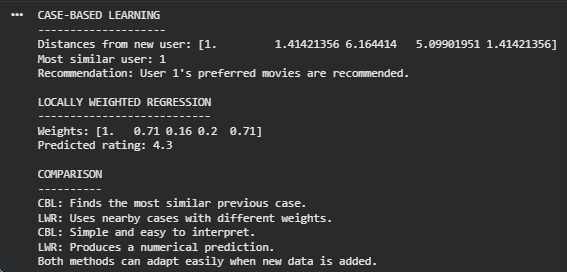 ••• CASE-BASED LEARNING
--------------------
Distances from new user: [1.         1.41421356 6.164414   5.09901951 1.41421356]
Most similar user: 1
Recommendation: User 1's preferred movies are recommended.

LOCALLY WEIGHTED REGRESSION
---------------------------
Weights: [1.   0.71 0.16 0.2  0.71]
Predicted rating: 4.3

COMPARISON
----------
CBL: Finds the most similar previous case.
LWR: Uses nearby cases with different weights.
CBL: Simple and easy to interpret.
LWR: Produces a numerical prediction.
Both methods can adapt easily when new data is added.